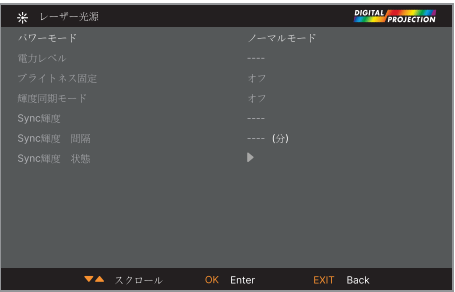 レーザー光源
DIGITAL PROJECTION
パワーモード ノーマルモード
電力レベル ----
ブライトネス固定 オフ
輝度同期モード オフ
Sync輝度 ----
Sync輝度 間隔 ---- (分)
Sync輝度 状態
スクロール OK Enter EXIT Back